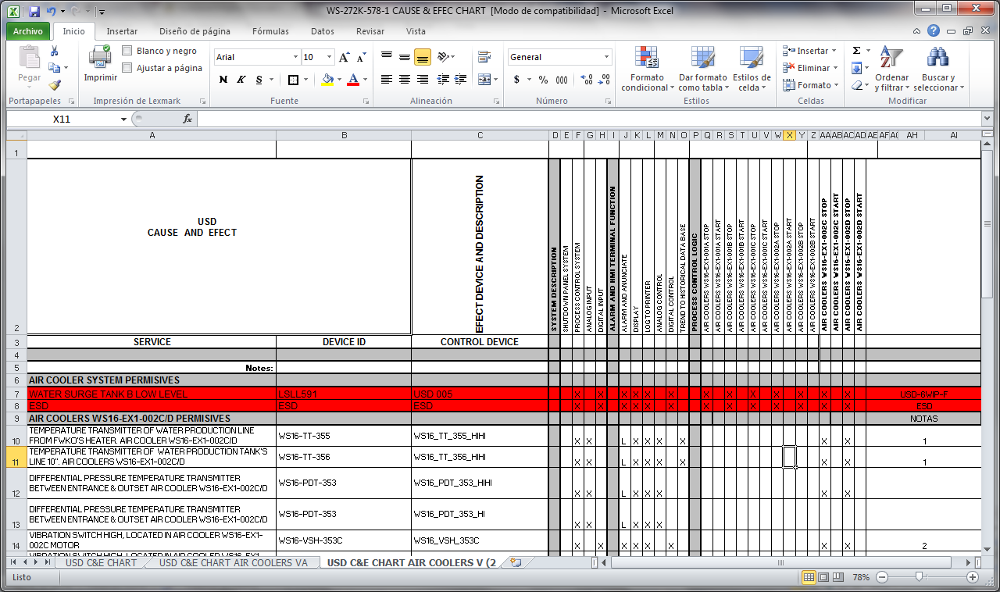 WS-272K-578-1 CAUSE & EFEC CHART [Modo de compatibilidad] - Microsoft Excel
Archivo Inicio Insertar Diseño de página Fórmulas Datos Revisar Vista
Pegar
Imprimir
Blanco y negro
Ajustar a página
Arial 10
N K S
General
$ % 000
Formato condicional
Dar formato como tabla
Estilos de celda
Insertar
Eliminar
Formato
Ordenar y filtrar
Buscar y seleccionar
Portapapeles Impresión de Lexmark Fuente Alineación Número Estilos Celdas Modificar
X11 fx
A B C D E F G H I J K L M N O P Q R S T U V W X Y Z AA AB AC AD AE AF AG AH AI
1
2
USD
CAUSE AND EFECT
EFECT DEVICE AND DESCRIPTION
SYSTEM DESCRIPTION
SHUTDOWN PANEL SYSTEM
PROCESS CONTROL SYSTEM
ANALOG INPUT
DIGITAL INPUT
ALARM AND HMI TERMINAL FUNCTION
ALARM AND ANUNCIATE
DISPLAY
LOG TO PRINTER
ANALOG CONTROL
DIGITAL CONTROL
TREND TO HISTORICAL DATA BASE
PROCESS CONTROL LOGIC
AIR COOLERS WS16-EX1-001A STOP
AIR COOLERS WS16-EX1-001A START
AIR COOLERS WS16-EX1-001B STOP
AIR COOLERS WS16-EX1-001B START
AIR COOLERS WS16-EX1-001C STOP
AIR COOLERS WS16-EX1-001C START
AIR COOLERS WS16-EX1-002A STOP
AIR COOLERS WS16-EX1-002A START
AIR COOLERS WS16-EX1-002B STOP
AIR COOLERS WS16-EX1-002B START
AIR COOLERS WS16-EX1-002C STOP
AIR COOLERS WS16-EX1-002C START
AIR COOLERS WS16-EX1-002D STOP
AIR COOLERS WS16-EX1-002D START
3 SERVICE DEVICE ID CONTROL DEVICE
4
5 Notes:
6 AIR COOLER SYSTEM PERMISIVES
7 WATER SURGE TANK B LOW LEVEL LSLL591 USD 005 X X X X X X X X X X X X USD-6WIP-F
8 ESD ESD ESD X X X X X X X X X X X X ESD
9 AIR COOLERS WS16-EX1-002C/D PERMISIVES NOTAS
10 TEMPERATURE TRANSMITTER OF WATER PRODUCTION LINE
FROM FWKO'S HEATER. AIR COOLER WS16-EX1-002C/D WS16-TT-355 WS16_TT_355_HIHI X X L X X X X X 1
11 TEMPERATURE TRANSMITTER OF WATER PRODUCTION TANK'S
LINE 10". AIR COOLERS WS16-EX1-002C/D WS16-TT-356 WS16_TT_356_HIHI X X L X X X X X 1
12 DIFFERENTIAL PRESSURE TEMPERATURE TRANSMITTER
BETWEEN ENTRANCE & OUTSET AIR COOLER WS16-EX1-002C/D WS16-PDT-353 WS16_PDT_353_HIHI X X L X X X X X
13 DIFFERENTIAL PRESSURE TEMPERATURE TRANSMITTER
BETWEEN ENTRANCE & OUTSET AIR COOLER WS16-EX1-002C/D WS16-PDT-353 WS16_PDT_353_HI X X L X X X
14 VIBRATION SWITCH HIGH, LOCATED IN AIR COOLER WS16-EX1-
002C MOTOR WS16-VSH-353C WS16_VSH_353C X X X X X X X X 2
USD C&E CHART USD C&E CHART AIR COOLERS VA USD C&E CHART AIR COOLERS V (2
Listo 78%